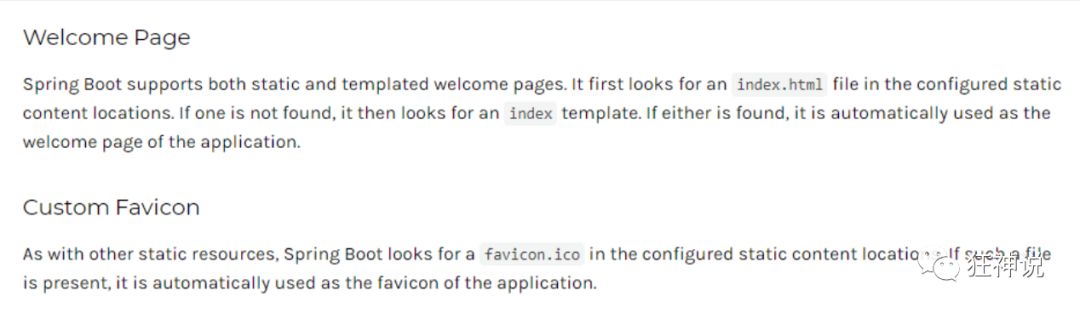 Welcome Page
Spring Boot supports both static and templated welcome pages. It first looks for an index.html file in the configured static
content locations. If one is not found, it then looks for an index template. If either is found, it is automatically used as the
welcome page of the application.
Custom Favicon
As with other static resources, Spring Boot looks for a favicon.ico in the configured static content locations. If such a file
is present, it is automatically used as the favicon of the application.
狂神说